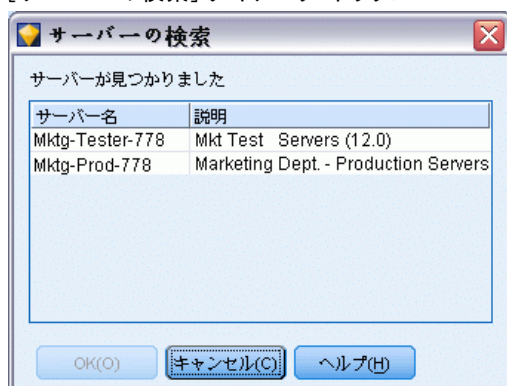 サーバーの検索
サーバーが見つかりました
サーバー名 説明
Mktg-Tester-778 Mkt Test Servers (12.0)
Mktg-Prod-778 Marketing Dept. - Production Servers
OK(O) キャンセル(C) ヘルプ(H)